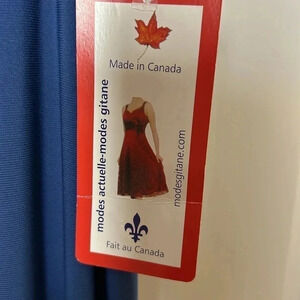 Made in Canada
modes actuelle-modes gitane
modesgitane.com
Fait au Canada